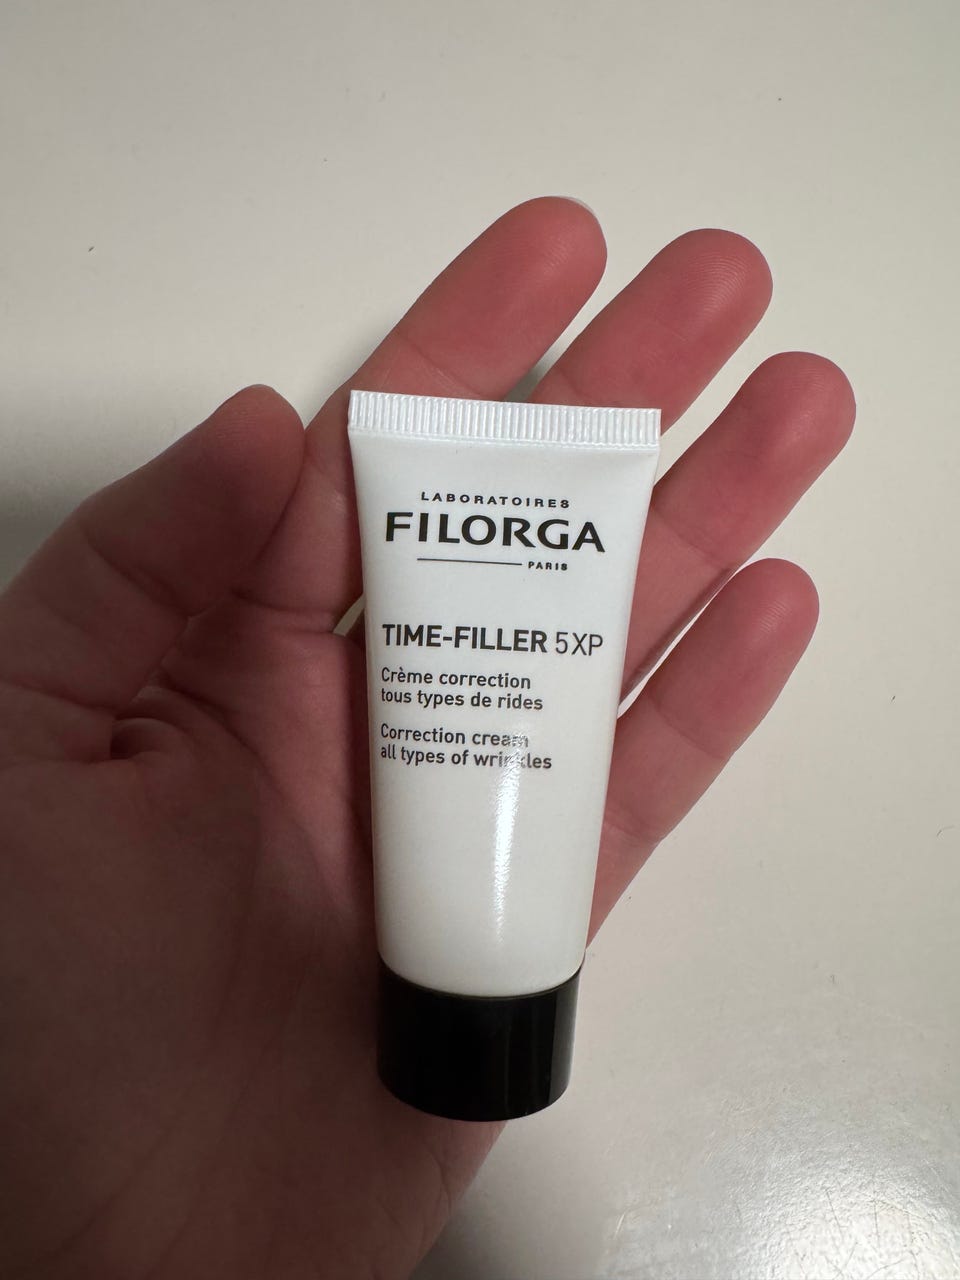 LABORATOIRES
FILORGA
PARIS
TIME-FILLER 5XP
Crème correction
tous types de rides
Correction cream
all types of wrinkles